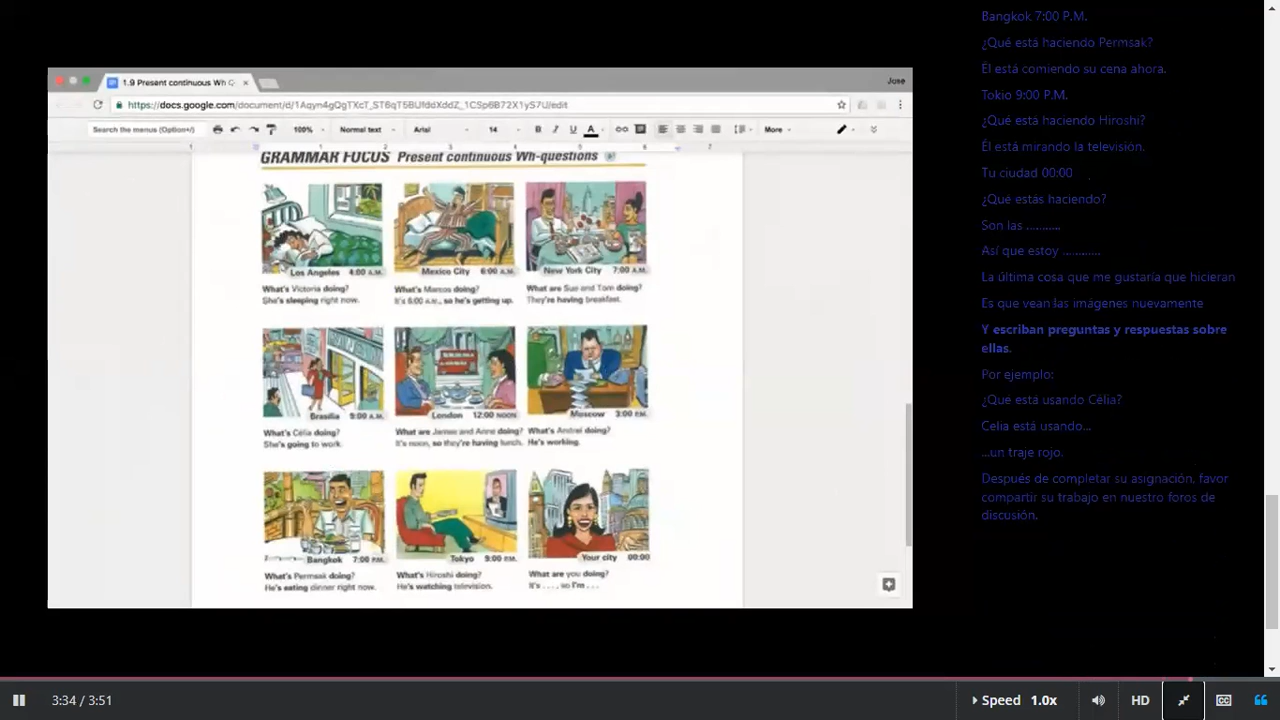 1.9 Present continuous Wh Q
Jose
https://docs.google.com/document/d/1Aqyn4gQgTXcT_ST6qT5BUfddXddZ_1CSp6B72X1yS7U/edit
Search the menus (Option+/)
100%
Normal text
Arial
14
B I U A
More
1 1 2 3 4 5 6 7
GRAMMAR FOCUS Present continuous Wh-questions
Los Angeles 4:00 A.M.
Mexico City 6:00 A.M.
New York City 7:00 A.M.
What's Victoria doing?
She's sleeping right now.
What's Marcos doing?
It's 6:00 A.M., so he's getting up.
What are Sue and Tom doing?
They're having breakfast.
Brasilia 9:00 A.M.
London 12:00 NOON
Moscow 3:00 P.M.
What's Célia doing?
She's going to work.
What are James and Anne doing?
It's noon, so they're having lunch.
What's Andrei doing?
He's working.
Bangkok 7:00 P.M.
Tokyo 9:00 P.M.
Your city 00:00
What's Permsak doing?
He's eating dinner right now.
What's Hiroshi doing?
He's watching television.
What are you doing?
It's . . . , so I'm . . .
Bangkok 7:00 P.M.
¿Qué está haciendo Permsak?
Él está comiendo su cena ahora.
Tokio 9:00 P.M.
¿Qué está haciendo Hiroshi?
Él está mirando la televisión.
Tu ciudad 00:00
¿Qué estás haciendo?
Son las ...........
Así que estoy ............
La última cosa que me gustaría que hicieran
Es que vean las imágenes nuevamente
Y escriban preguntas y respuestas sobre
ellas.
Por ejemplo:
¿Qué está usando Célia?
Celia está usando...
...un traje rojo.
Después de completar su asignación, favor
compartir su trabajo en nuestro foros de
discusión.
3:34 / 3:51
Speed 1.0x
HD
CC